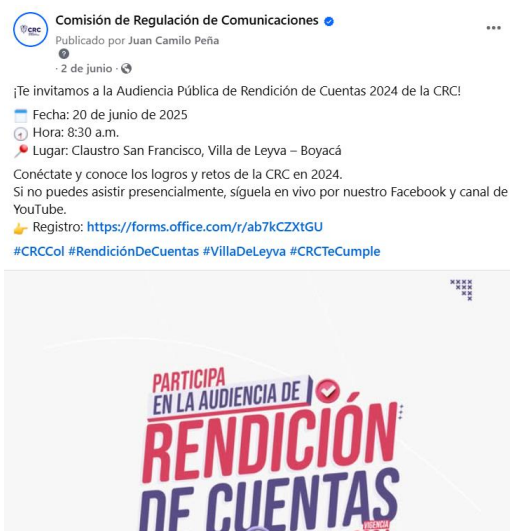 CRC
Comisión de Regulación de Comunicaciones
Publicado por Juan Camilo Peña
· 2 de junio ·
¡Te invitamos a la Audiencia Pública de Rendición de Cuentas 2024 de la CRC!
Fecha: 20 de junio de 2025
Hora: 8:30 a.m.
Lugar: Claustro San Francisco, Villa de Leyva – Boyacá
Conéctate y conoce los logros y retos de la CRC en 2024.
Si no puedes asistir presencialmente, síguela en vivo por nuestro Facebook y canal de
YouTube.
Registro: https://forms.office.com/r/ab7kCZXtGU
#CRCCol #RendiciónDeCuentas #VillaDeLeyva #CRCTeCumple
PARTICIPA
EN LA AUDIENCIA DE
RENDICIÓN
DE CUENTAS
VIGENCIA